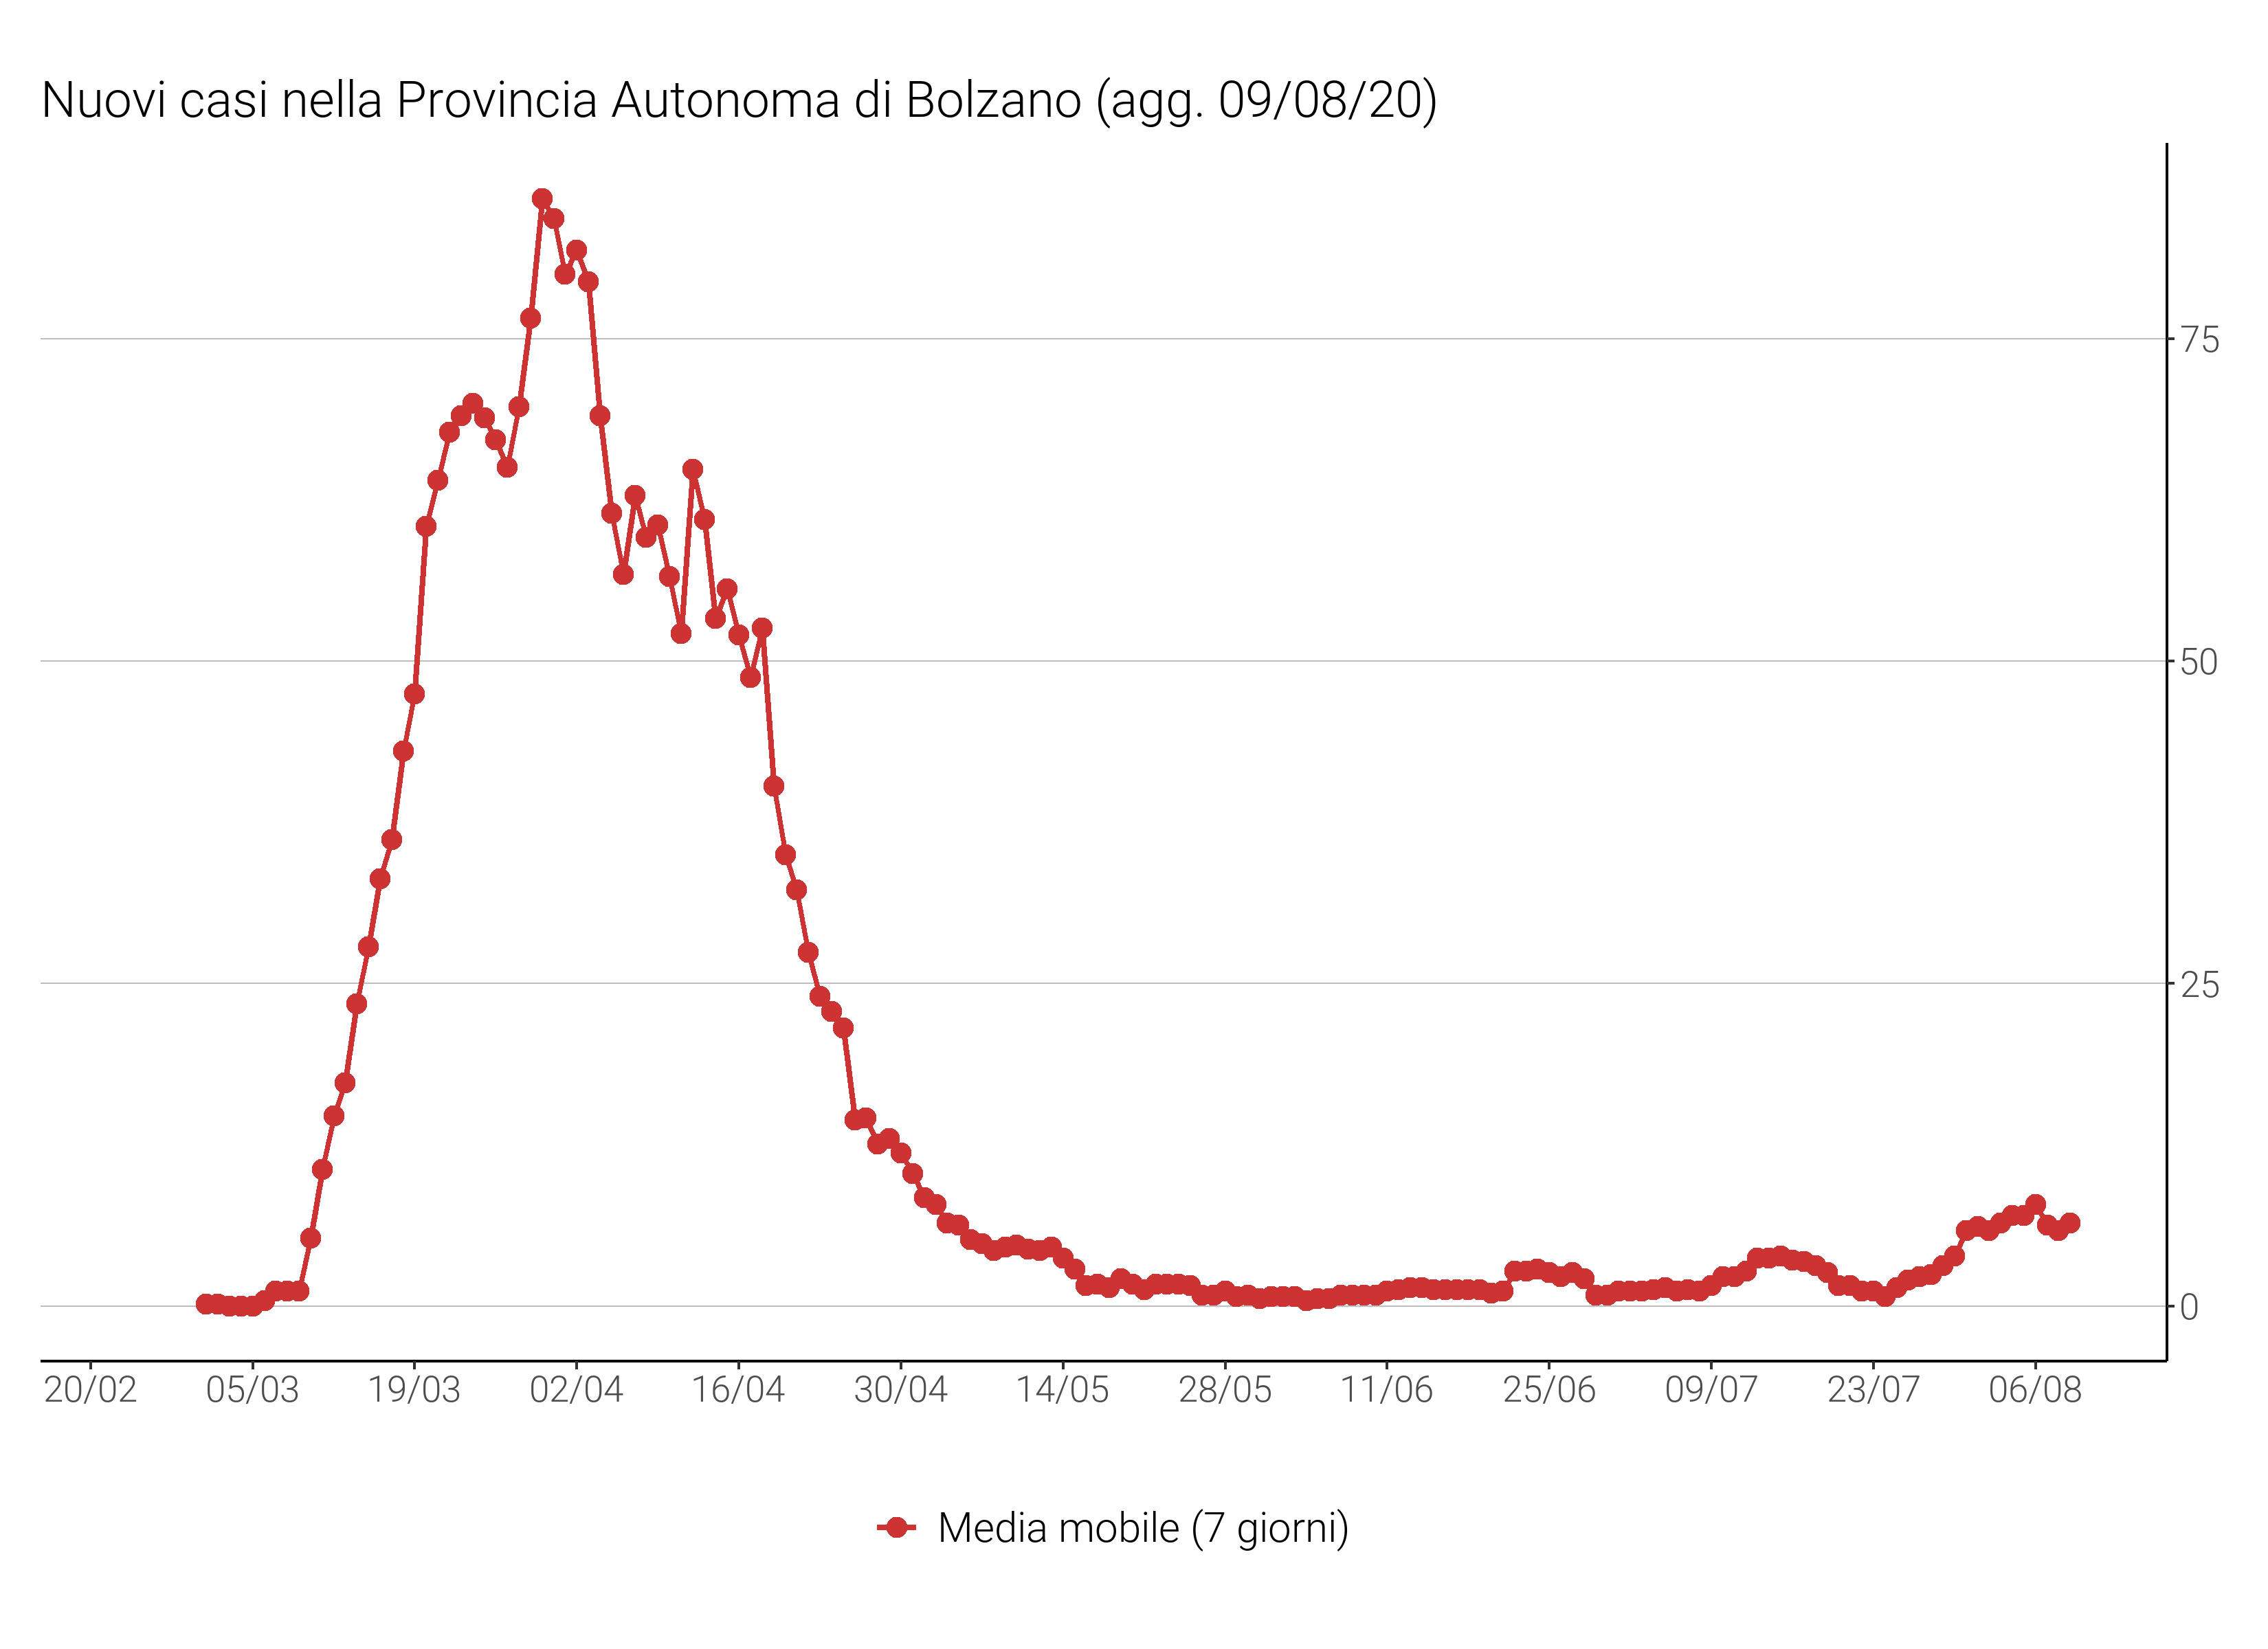 Nuovi casi nella Provincia Autonoma di Bolzano (agg. 09/08/20)
75
50
25
0
20/02 05/03 19/03 02/04 16/04 30/04 14/05 28/05 11/06 25/06 09/07 23/07 06/08
Media mobile (7 giorni)